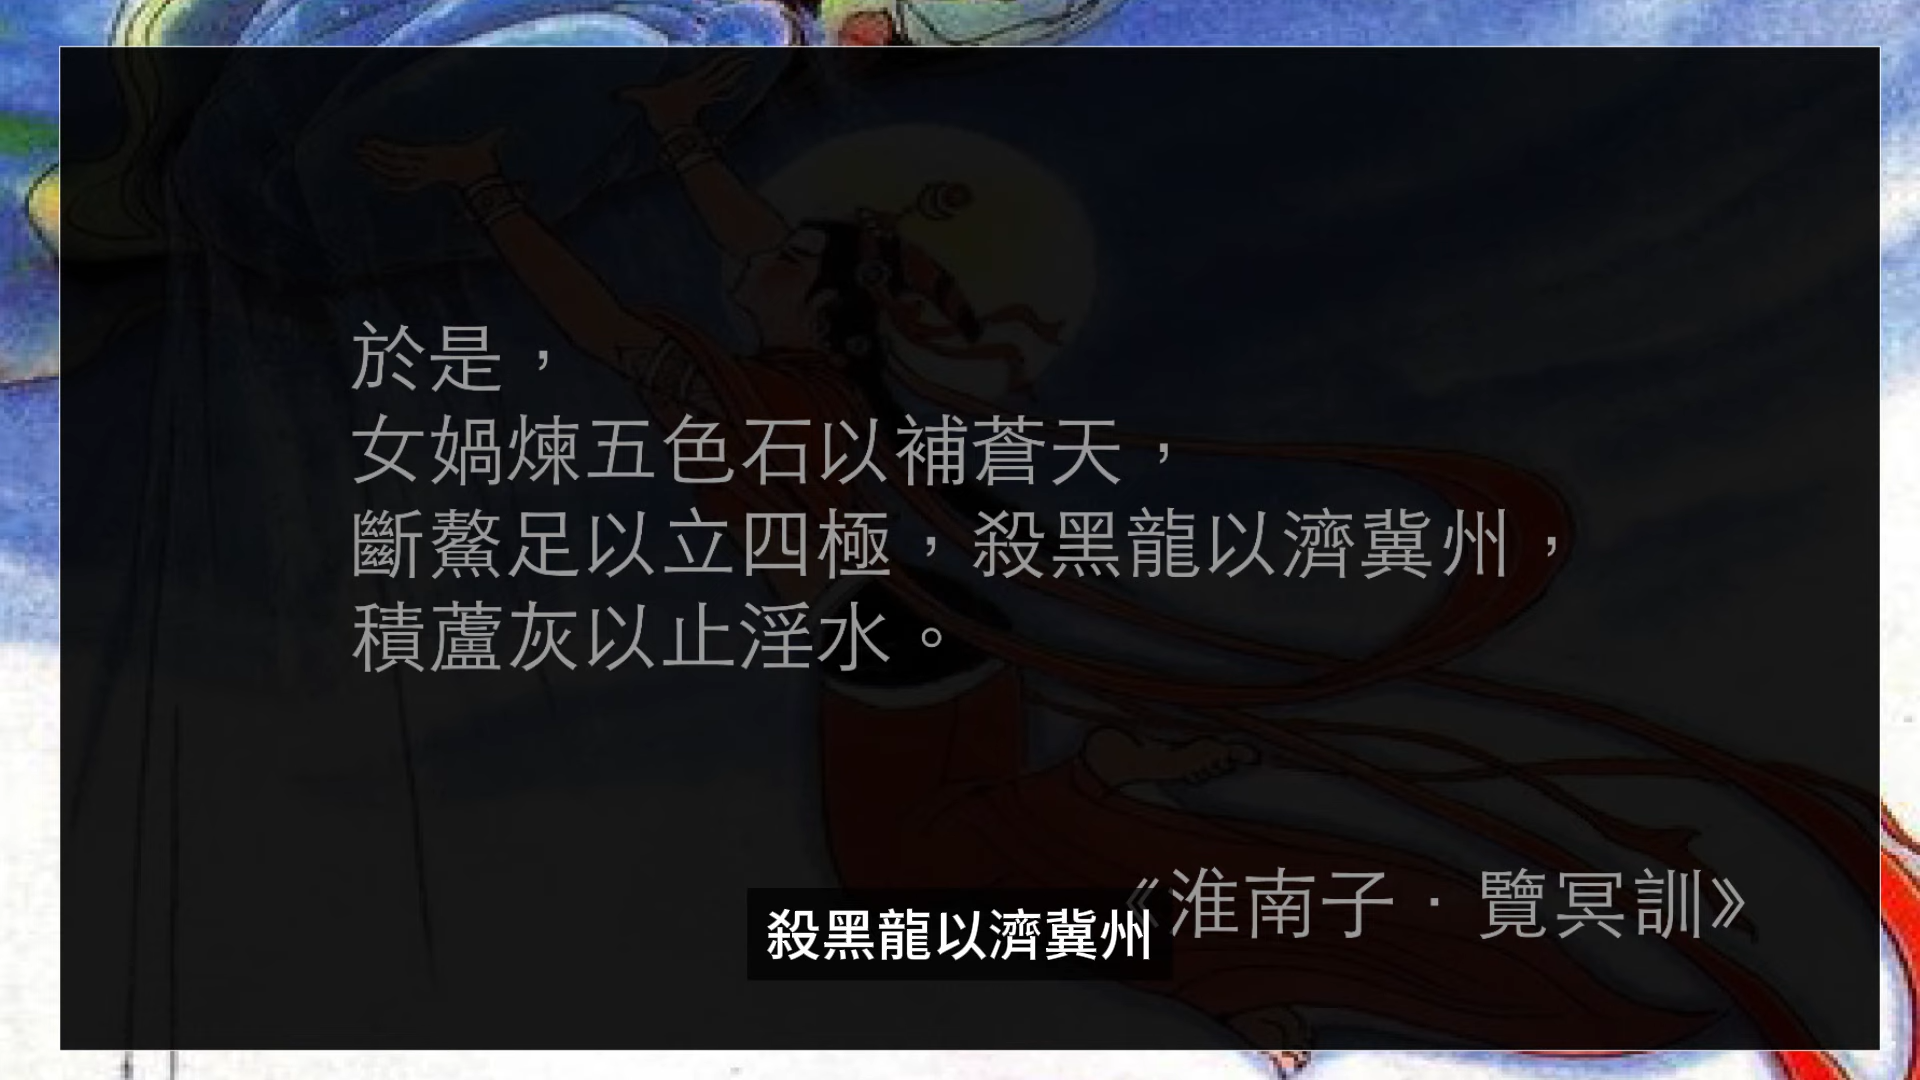 於是，
女媧煉五色石以補蒼天，
斷鰲足以立四極，殺黑龍以濟冀州，
積蘆灰以止淫水。
《淮南子·覽冥訓》
殺黑龍以濟冀州